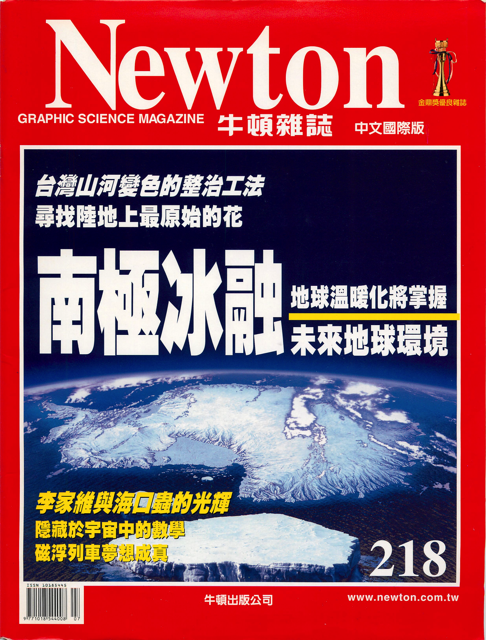 Newton
GRAPHIC SCIENCE MAGAZINE
牛頓雜誌
中文國際版
金鼎獎優良雜誌
台灣山河變色的整治工法
尋找陸地上最原始的花
南極冰融
地球溫暖化將掌握
未來地球環境
李家維與海口蟲的光輝
隱藏於宇宙中的數學
磁浮列車夢想成真
218
ISSN 10185445
9 771018 544008
07
牛頓出版公司
www.newton.com.tw